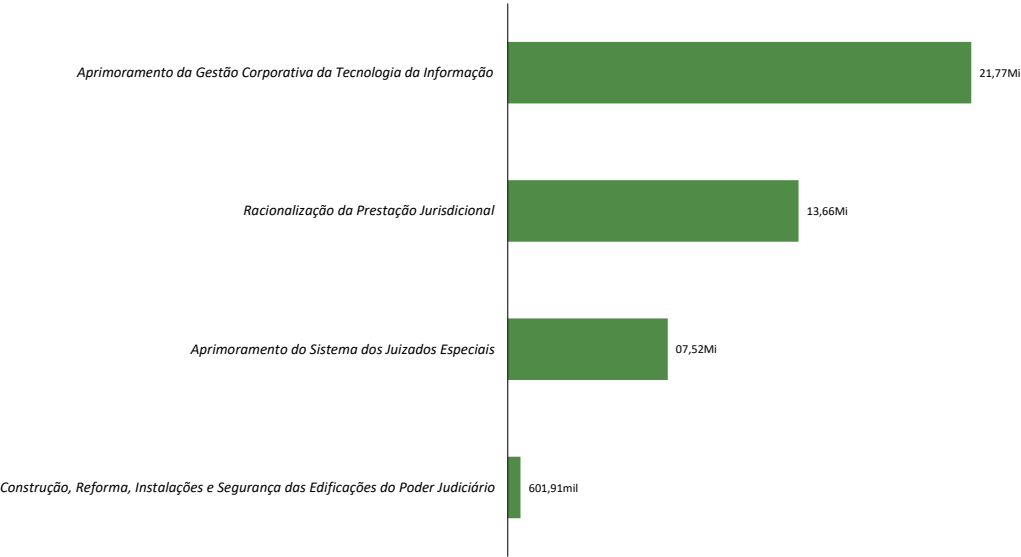 Aprimoramento da Gestão Corporativa da Tecnologia da Informação
21,77Mi
Racionalização da Prestação Jurisdicional
13,66Mi
Aprimoramento do Sistema dos Juizados Especiais
07,52Mi
Construção, Reforma, Instalações e Segurança das Edificações do Poder Judiciário
601,91mil